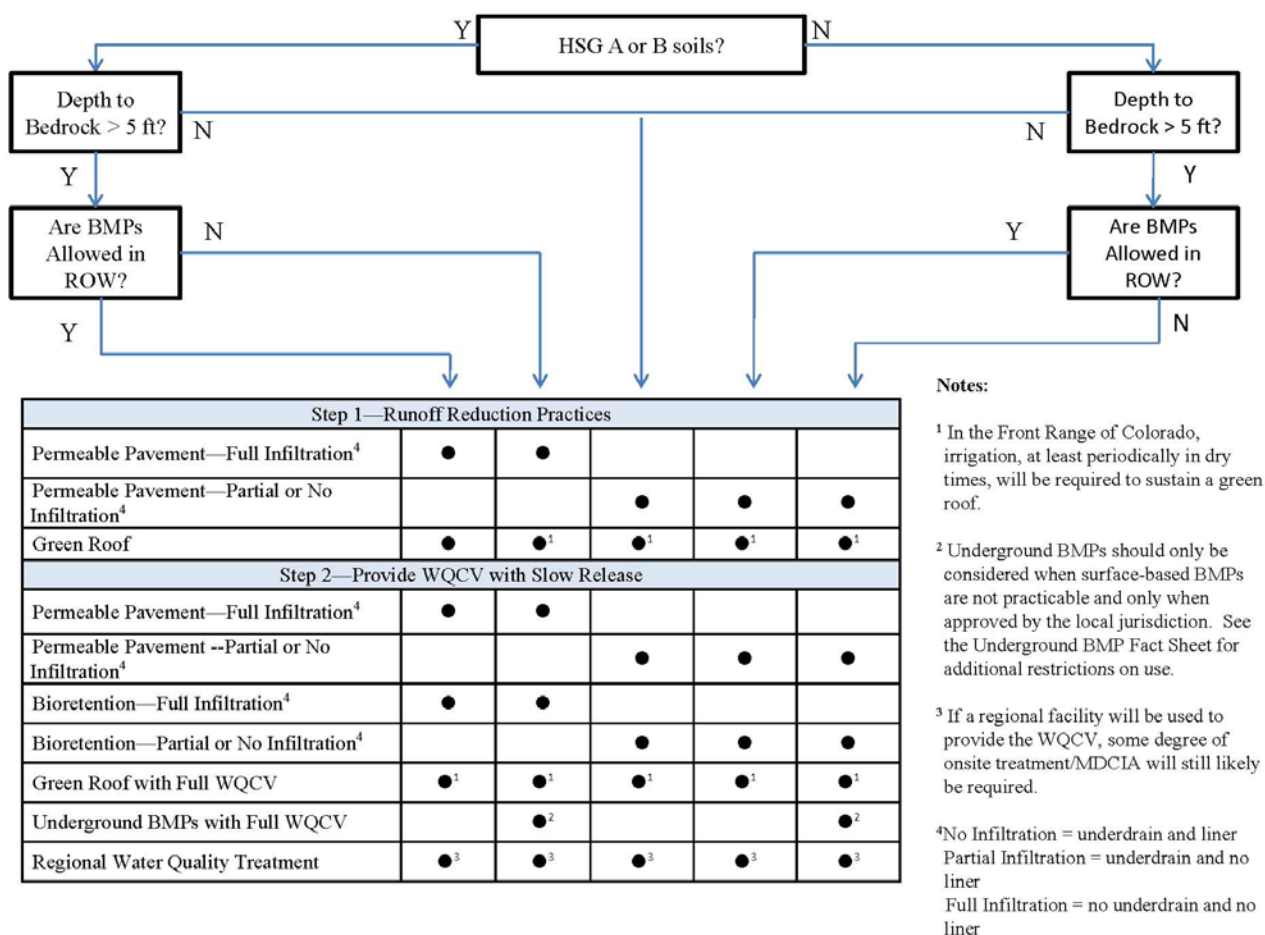 Y
HSG A or B soils?
N
Depth to
Bedrock > 5 ft?
N
Y
Depth to
Bedrock > 5 ft?
N
Y
Are BMPs
Allowed in
ROW?
N
Y
Are BMPs
Allowed in
ROW?
Y
N
Step 1—Runoff Reduction Practices
Permeable Pavement—Full Infiltration⁴ ● ●
Permeable Pavement—Partial or No
Infiltration⁴ ● ● ●
Green Roof ● ●¹ ●¹ ●¹ ●¹
Step 2—Provide WQCV with Slow Release
Permeable Pavement—Full Infiltration⁴ ● ●
Permeable Pavement --Partial or No
Infiltration⁴ ● ● ●
Bioretention—Full Infiltration⁴ ● ●
Bioretention—Partial or No Infiltration⁴ ● ● ●
Green Roof with Full WQCV ●¹ ●¹ ●¹ ●¹ ●¹
Underground BMPs with Full WQCV ●² ●²
Regional Water Quality Treatment ●³ ●³ ●³ ●³ ●³
Notes:
¹ In the Front Range of Colorado,
irrigation, at least periodically in dry
times, will be required to sustain a green
roof.
² Underground BMPs should only be
considered when surface-based BMPs
are not practicable and only when
approved by the local jurisdiction. See
the Underground BMP Fact Sheet for
additional restrictions on use.
³ If a regional facility will be used to
provide the WQCV, some degree of
onsite treatment/MDCIA will still likely
be required.
⁴No Infiltration = underdrain and liner
Partial Infiltration = underdrain and no
liner
Full Infiltration = no underdrain and no
liner